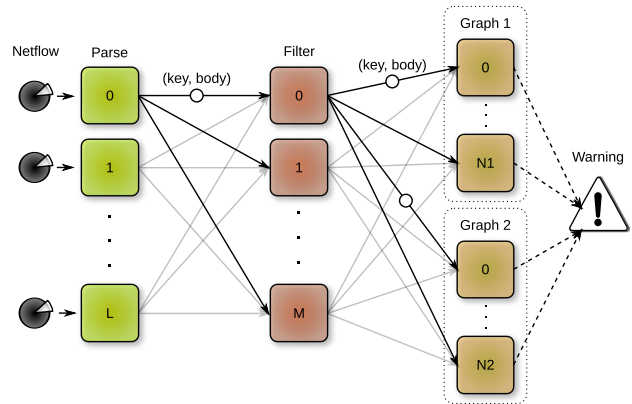 Netflow
Parse
Filter
Graph 1
(key, body)
(key, body)
0
0
0
1
1
N1
Warning
!
Graph 2
0
L
M
N2